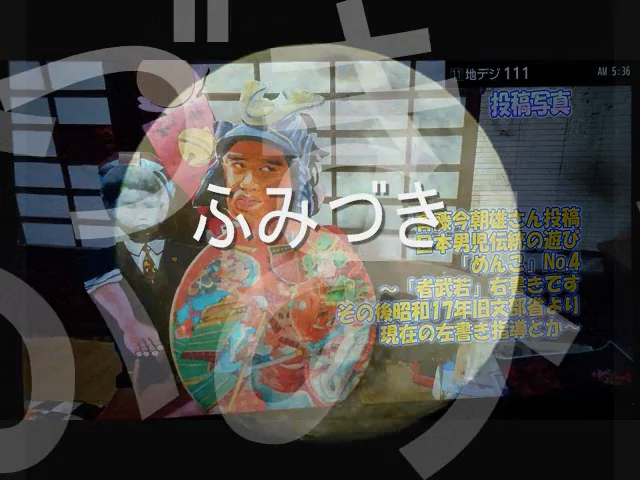 11 地デジ 111
AM 5:36
投稿写真
今朝雄さん投稿
日本男児伝統の遊び
『めんこ』No.4
～『者武若』右書きです
その後昭和17年旧文部省より
現在の左書き指導とか～
ふみづき